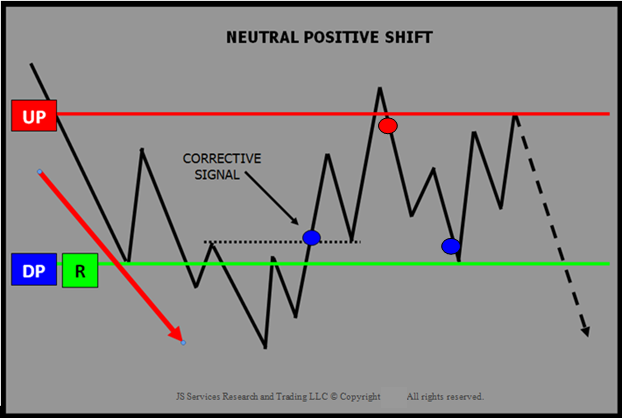 NEUTRAL POSITIVE SHIFT
UP
CORRECTIVE
SIGNAL
DP
R
JS Services Research and Trading LLC © Copyright All rights reserved.